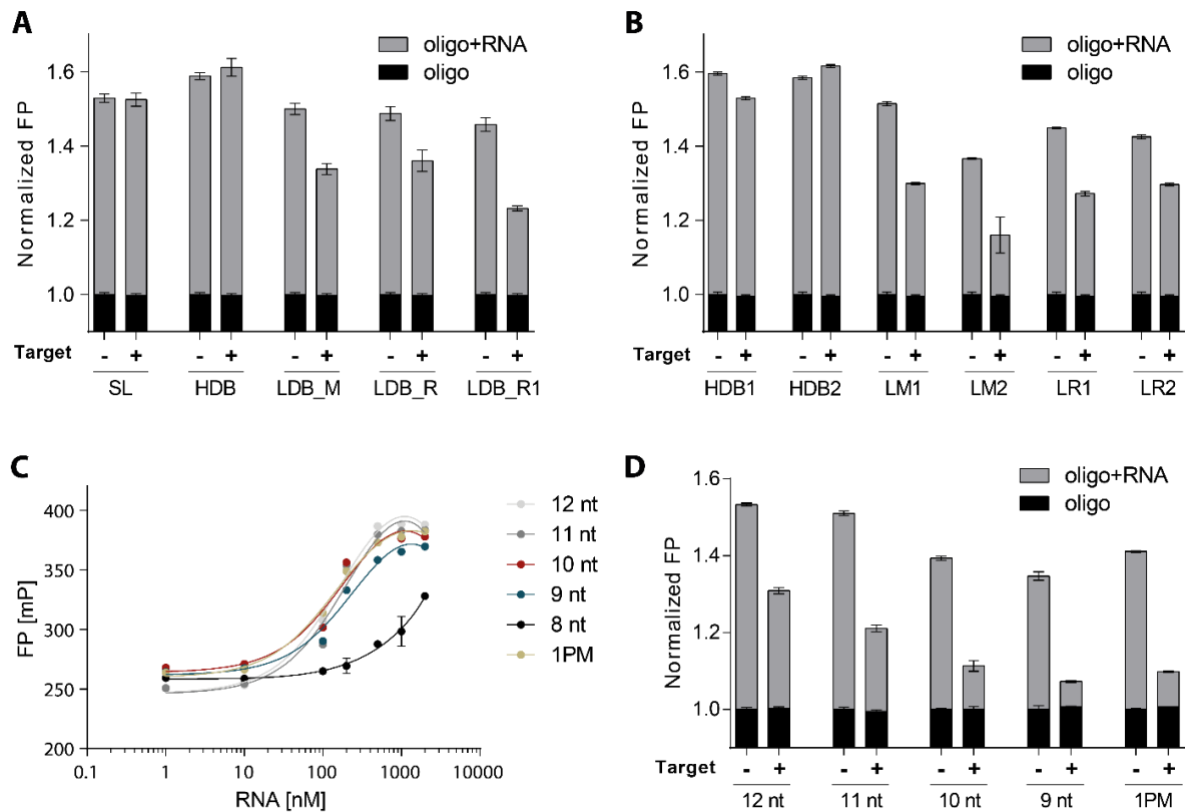 A
oligo+RNA
oligo
Normalized FP
1.6
1.4
1.2
1.0
Target
- + - + - + - + - +
SL HDB LDB_M LDB_R LDB_R1
B
oligo+RNA
oligo
Normalized FP
1.6
1.4
1.2
1.0
Target
- + - + - + - + - + - +
HDB1 HDB2 LM1 LM2 LR1 LR2
C
FP [mP]
400
350
300
250
200
0.1 1 10 100 1000 10000
RNA [nM]
12 nt
11 nt
10 nt
9 nt
8 nt
1PM
D
oligo+RNA
oligo
Normalized FP
1.6
1.4
1.2
1.0
Target
- + - + - + - + - +
12 nt 11 nt 10 nt 9 nt 1PM